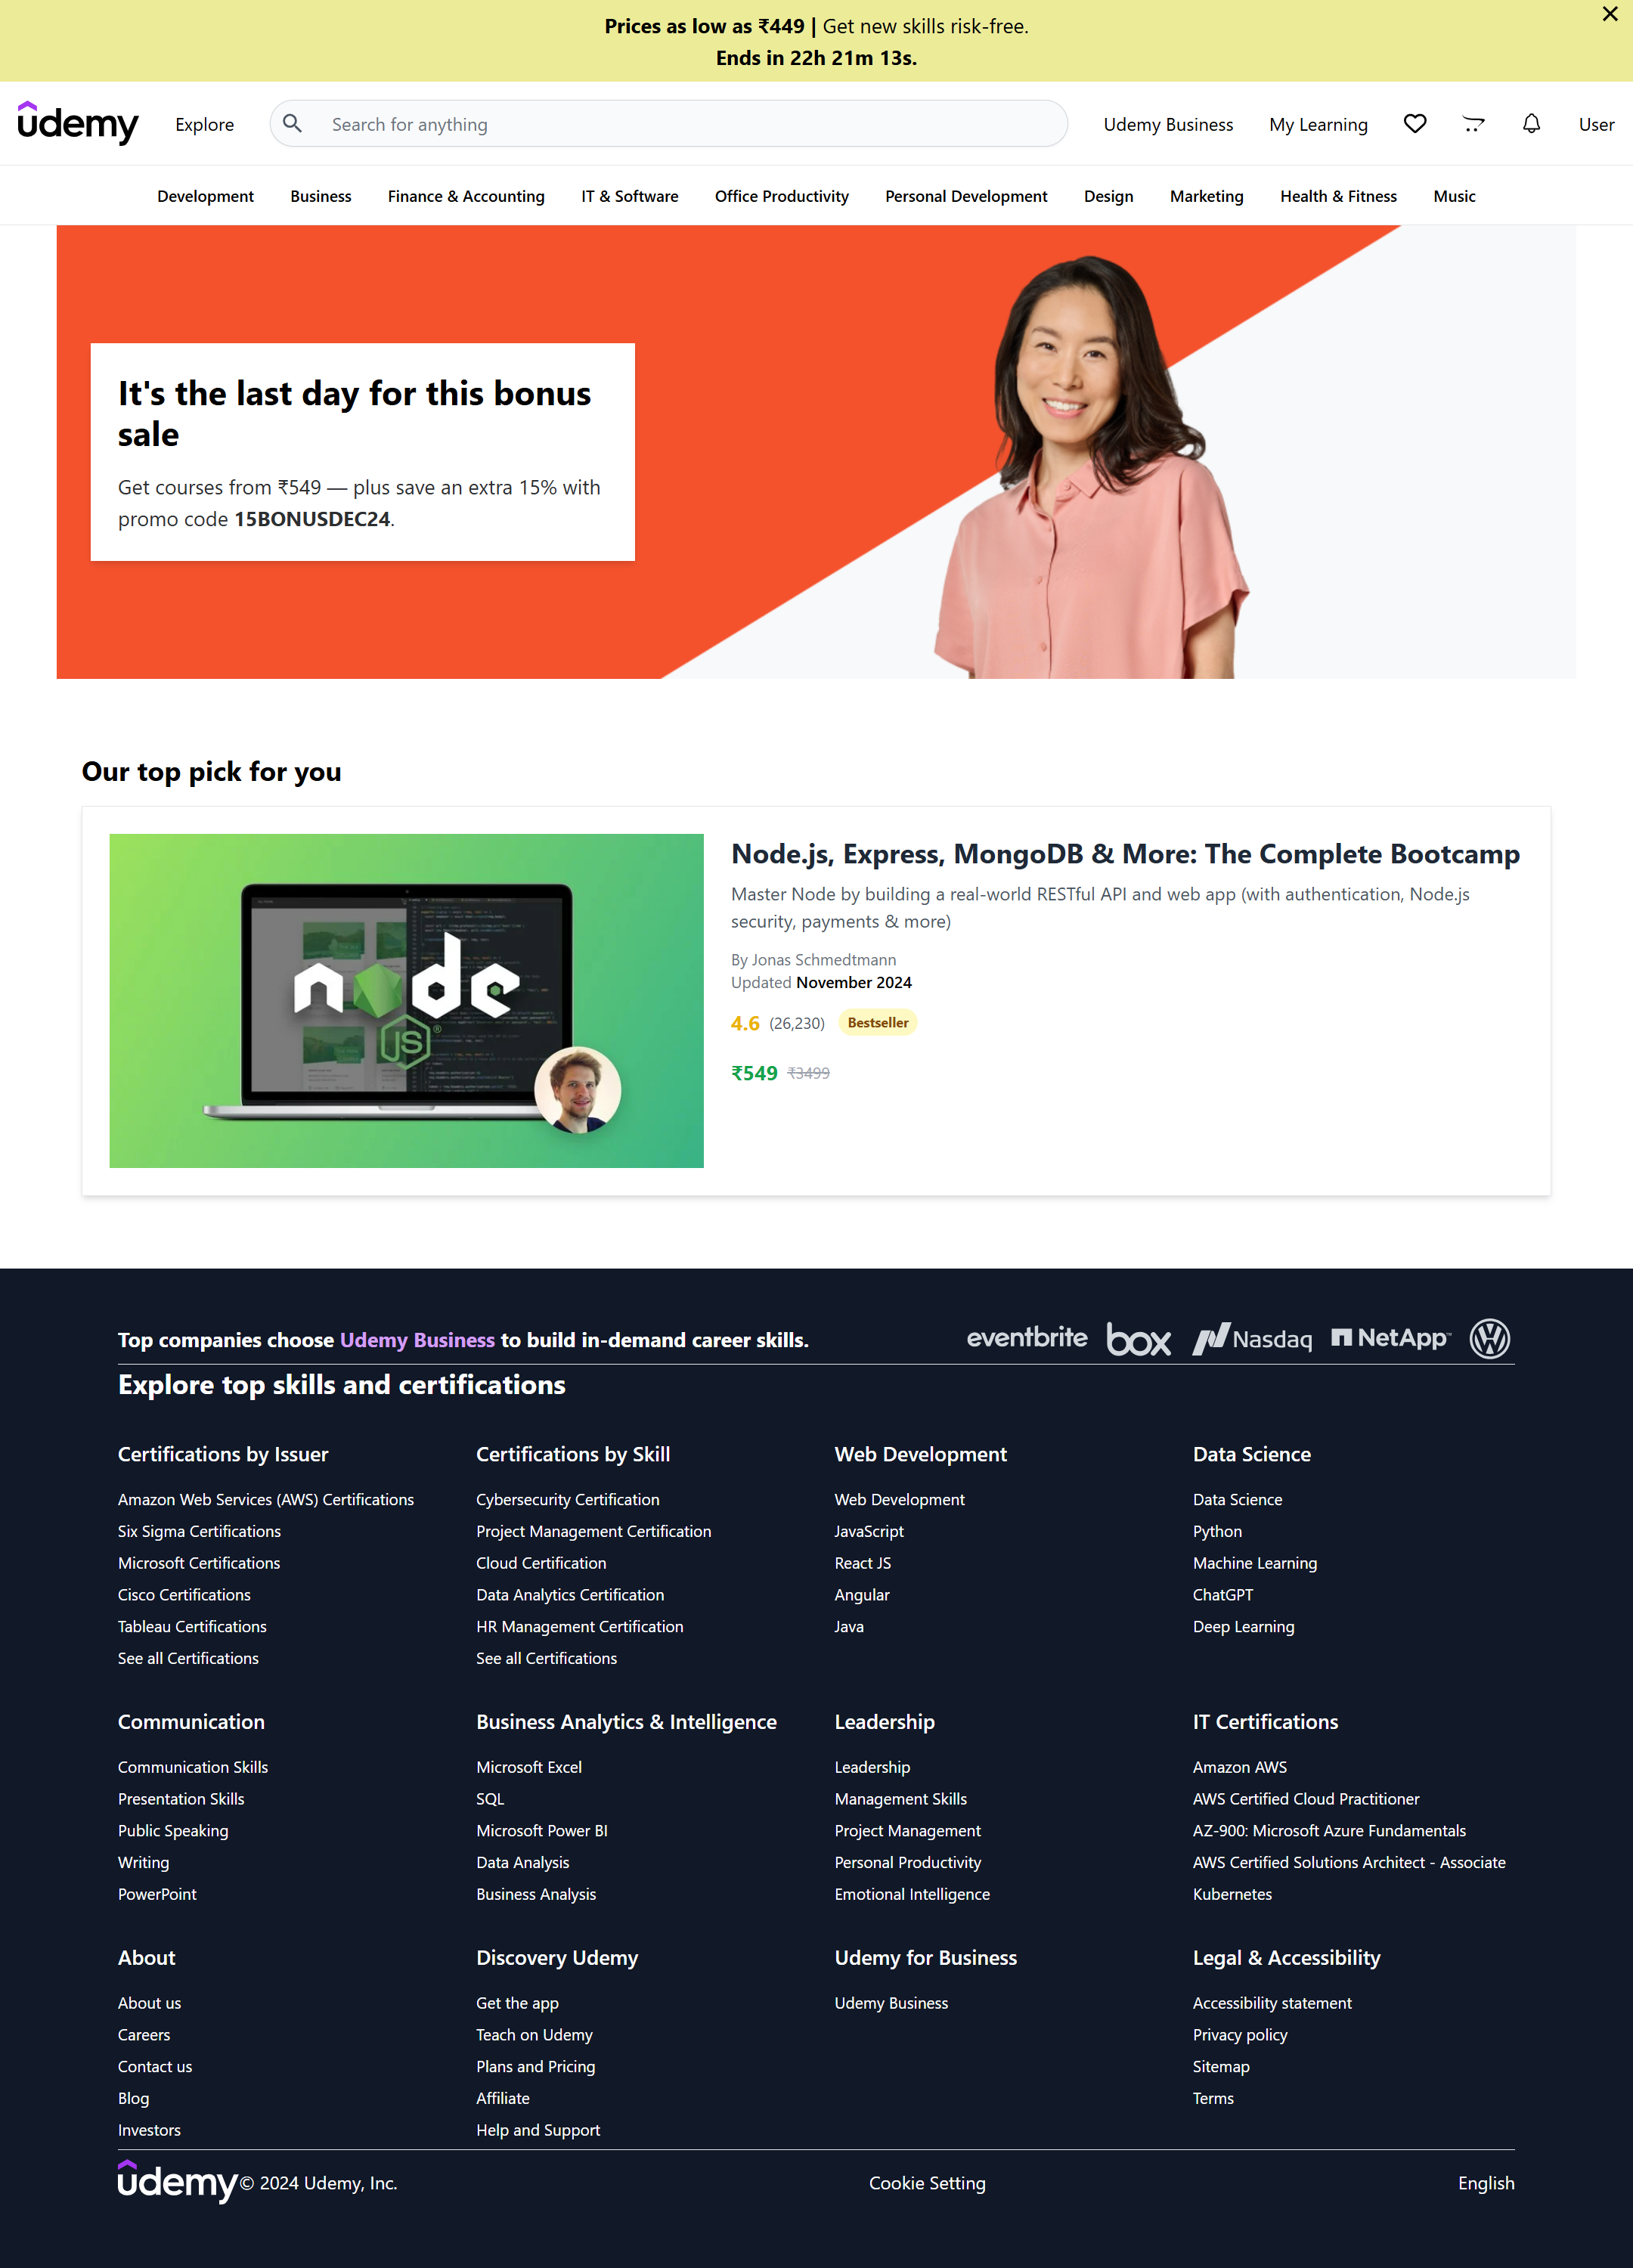 Prices as low as ₹449 | Get new skills risk-free.
Ends in 22h 21m 13s.
udemy
Explore
Search for anything
Udemy Business
My Learning
User
Development
Business
Finance & Accounting
IT & Software
Office Productivity
Personal Development
Design
Marketing
Health & Fitness
Music
It's the last day for this bonus
sale
Get courses from ₹549 — plus save an extra 15% with
promo code 15BONUSDEC24.
Our top pick for you
node
JS
Node.js, Express, MongoDB & More: The Complete Bootcamp
Master Node by building a real-world RESTful API and web app (with authentication, Node.js
security, payments & more)
By Jonas Schmedtmann
Updated November 2024
4.6 (26,230) Bestseller
₹549 ₹3499
Top companies choose Udemy Business to build in-demand career skills.
eventbrite
box
Nasdaq
NetApp™
Explore top skills and certifications
Certifications by Issuer
Amazon Web Services (AWS) Certifications
Six Sigma Certifications
Microsoft Certifications
Cisco Certifications
Tableau Certifications
See all Certifications
Certifications by Skill
Cybersecurity Certification
Project Management Certification
Cloud Certification
Data Analytics Certification
HR Management Certification
See all Certifications
Web Development
Web Development
JavaScript
React JS
Angular
Java
Data Science
Data Science
Python
Machine Learning
ChatGPT
Deep Learning
Communication
Communication Skills
Presentation Skills
Public Speaking
Writing
PowerPoint
Business Analytics & Intelligence
Microsoft Excel
SQL
Microsoft Power BI
Data Analysis
Business Analysis
Leadership
Leadership
Management Skills
Project Management
Personal Productivity
Emotional Intelligence
IT Certifications
Amazon AWS
AWS Certified Cloud Practitioner
AZ-900: Microsoft Azure Fundamentals
AWS Certified Solutions Architect - Associate
Kubernetes
About
About us
Careers
Contact us
Blog
Investors
Discovery Udemy
Get the app
Teach on Udemy
Plans and Pricing
Affiliate
Help and Support
Udemy for Business
Udemy Business
Legal & Accessibility
Accessibility statement
Privacy policy
Sitemap
Terms
udemy © 2024 Udemy, Inc.
Cookie Setting
English